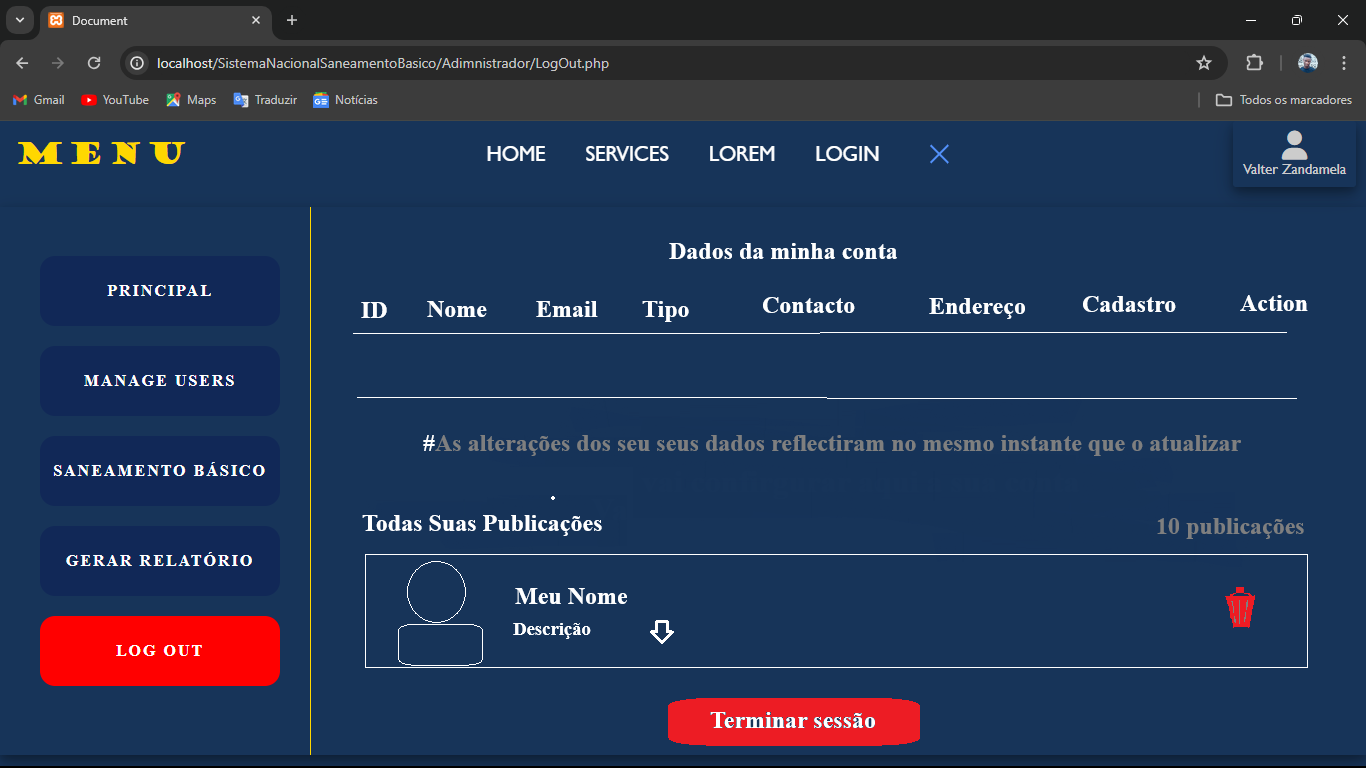 Document
localhost/SistemaNacionalSaneamentoBasico/Adimnistrador/LogOut.php
Gmail YouTube Maps Traduzir Notícias Todos os marcadores
MENU HOME SERVICES LOREM LOGIN
Valter Zandamela
Dados da minha conta
PRINCIPAL
ID Nome Email Tipo Contacto Endereço Cadastro Action
MANAGE USERS
#As alterações dos seu seus dados reflectiram no mesmo instante que o atualizar
SANEAMENTO BÁSICO
Todas Suas Publicações 10 publicações
GERAR RELATÓRIO
Meu Nome
Descrição
LOG OUT
Terminar sessão